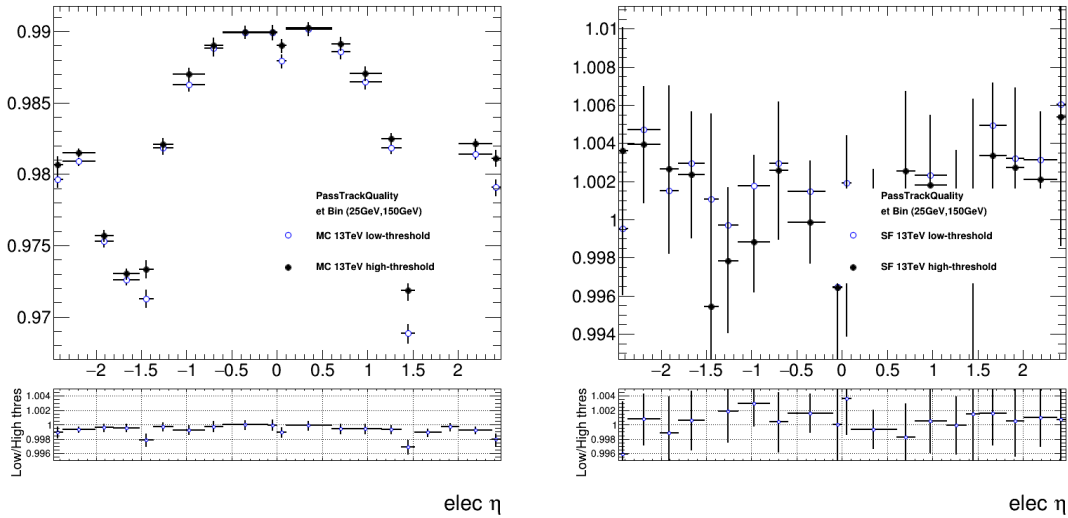 0.99
0.985
0.98
0.975
0.97
PassTrackQuality
et Bin (25GeV,150GeV)
MC 13TeV low-threshold
MC 13TeV high-threshold
−2 −1.5 −1 −0.5 0 0.5 1 1.5 2
Low/High thres
1.004
1.002
1
0.998
0.996
elec η
1.01
1.008
1.006
1.004
1.002
1
0.998
0.996
0.994
PassTrackQuality
et Bin (25GeV,150GeV)
SF 13TeV low-threshold
SF 13TeV high-threshold
−2 −1.5 −1 −0.5 0 0.5 1 1.5 2
Low/High thres
1.004
1.002
1
0.998
0.996
elec η